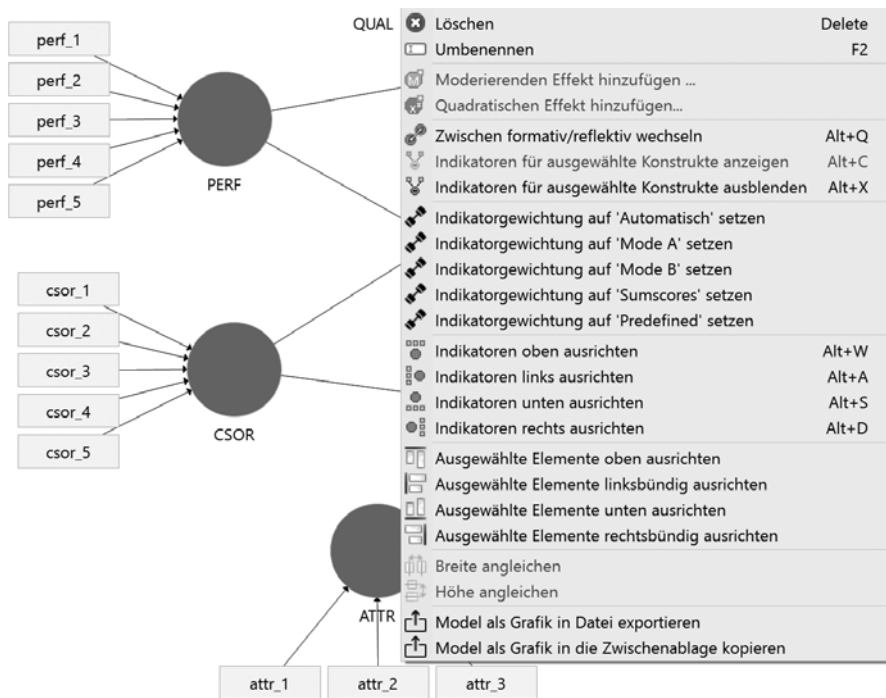 perf_1
perf_2
perf_3
perf_4
perf_5
PERF
csor_1
csor_2
csor_3
csor_4
csor_5
CSOR
ATTR
attr_1
attr_2
attr_3
QUAL
Löschen Delete
Umbenennen F2
Moderierenden Effekt hinzufügen ...
Quadratischen Effekt hinzufügen...
Zwischen formativ/reflektiv wechseln Alt+Q
Indikatoren für ausgewählte Konstrukte anzeigen Alt+C
Indikatoren für ausgewählte Konstrukte ausblenden Alt+X
Indikatorgewichtung auf 'Automatisch' setzen
Indikatorgewichtung auf 'Mode A' setzen
Indikatorgewichtung auf 'Mode B' setzen
Indikatorgewichtung auf 'Sumscores' setzen
Indikatorgewichtung auf 'Predefined' setzen
Indikatoren oben ausrichten Alt+W
Indikatoren links ausrichten Alt+A
Indikatoren unten ausrichten Alt+S
Indikatoren rechts ausrichten Alt+D
Ausgewählte Elemente oben ausrichten
Ausgewählte Elemente linksbündig ausrichten
Ausgewählte Elemente unten ausrichten
Ausgewählte Elemente rechtsbündig ausrichten
Breite angleichen
Höhe angleichen
Model als Grafik in Datei exportieren
Model als Grafik in die Zwischenablage kopieren